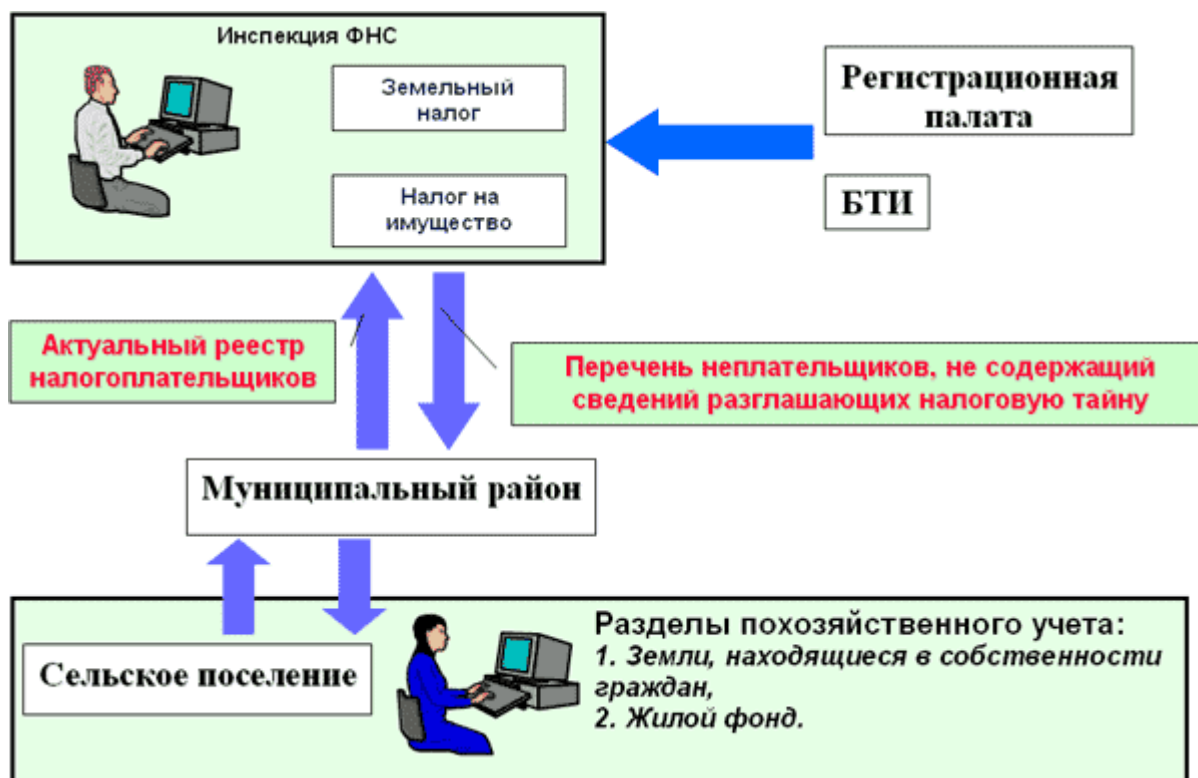 Инспекция ФНС
Земельный
налог
Налог на
имущество
Регистрационная
палата
БТИ
Актуальный реестр
налогоплательщиков
Перечень неплательщиков, не содержащий
сведений разглашающих налоговую тайну
Муниципальный район
Сельское поселение
Разделы похозяйственного учета:
1. Земли, находящиеся в собственности
граждан,
2. Жилой фонд.